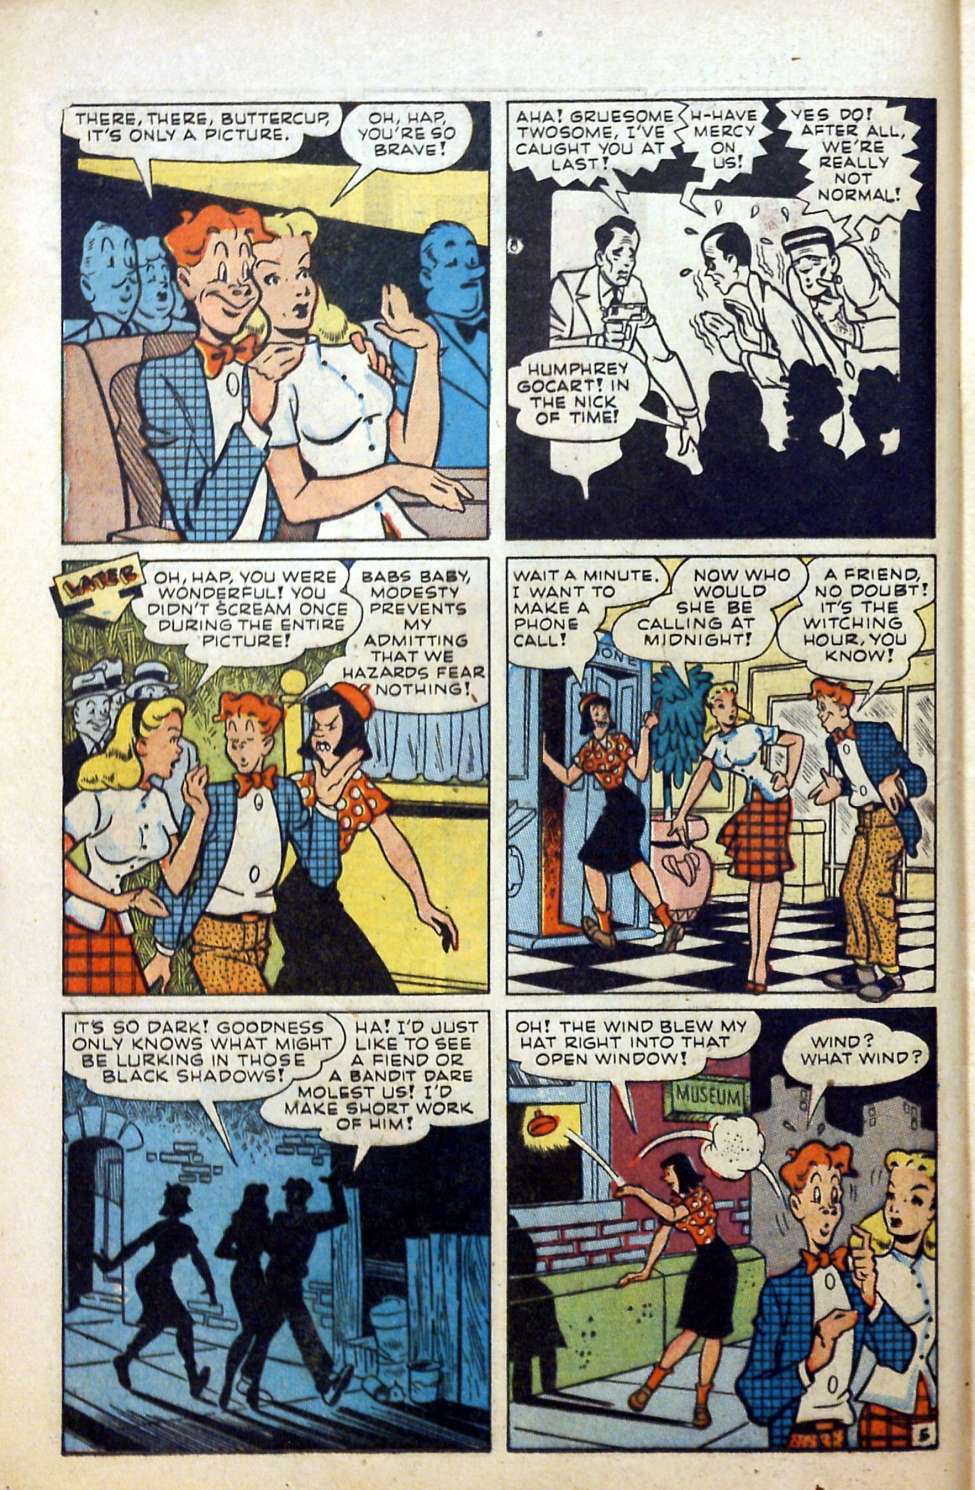 THERE, THERE, BUTTERCUP,
IT'S ONLY A PICTURE.
OH, HAP,
YOU'RE SO
BRAVE!
AHA! GRUESOME
TWOSOME, I'VE
CAUGHT YOU AT
LAST!
H-HAVE
MERCY
ON
US!
YES DO!
AFTER ALL,
WE'RE
REALLY
NOT
NORMAL!
HUMPHREY
GOCART! IN
THE NICK
OF TIME!
LATER
OH, HAP, YOU WERE
WONDERFUL! YOU
DIDN'T SCREAM ONCE
DURING THE ENTIRE
PICTURE!
BABS BABY,
MODESTY
PREVENTS
MY
ADMITTING
THAT WE
HAZARDS FEAR
NOTHING!
WAIT A MINUTE.
I WANT TO
MAKE A
PHONE
CALL!
NOW WHO
WOULD
SHE BE
CALLING AT
MIDNIGHT!
A FRIEND,
NO DOUBT!
IT'S THE
WITCHING
HOUR, YOU
KNOW!
ONE
IT'S SO DARK! GOODNESS
ONLY KNOWS WHAT MIGHT
BE LURKING IN THOSE
BLACK SHADOWS!
HA! I'D JUST
LIKE TO SEE
A FIEND OR
A BANDIT DARE
MOLEST US! I'D
MAKE SHORT WORK
OF HIM!
OH! THE WIND BLEW MY
HAT RIGHT INTO THAT
OPEN WINDOW!
WIND?
WHAT WIND?
MUSEUM
5